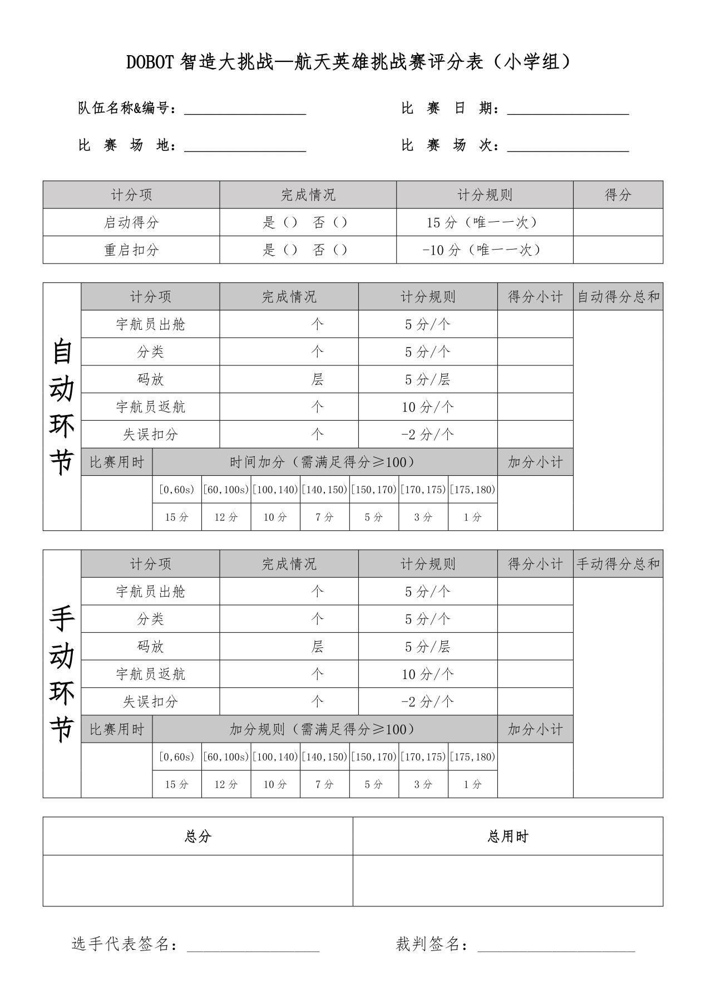 DOBOT 智造大挑战—航天英雄挑战赛评分表（小学组）
队伍名称&编号：________________ 比 赛 日 期：________________
比 赛 场 地：________________ 比 赛 场 次：________________
计分项 完成情况 计分规则 得分
启动得分 是（） 否（） 15 分（唯一一次）
重启扣分 是（） 否（） -10 分（唯一一次）
自动环节
计分项 完成情况 计分规则 得分小计 自动得分总和
宇航员出舱 个 5 分/个
分类 个 5 分/个
码放 层 5 分/层
宇航员返航 个 10 分/个
失误扣分 个 -2 分/个
比赛用时 时间加分（需满足得分≥100） 加分小计
[0,60s) [60,100s) [100,140) [140,150) [150,170) [170,175) [175,180)
15 分 12 分 10 分 7 分 5 分 3 分 1 分
手动环节
计分项 完成情况 计分规则 得分小计 手动得分总和
宇航员出舱 个 5 分/个
分类 个 5 分/个
码放 层 5 分/层
宇航员返航 个 10 分/个
失误扣分 个 -2 分/个
比赛用时 加分规则（需满足得分≥100） 加分小计
[0,60s) [60,100s) [100,140) [140,150) [150,170) [170,175) [175,180)
15 分 12 分 10 分 7 分 5 分 3 分 1 分
总分 总用时
选手代表签名：________________ 裁判签名：___________________